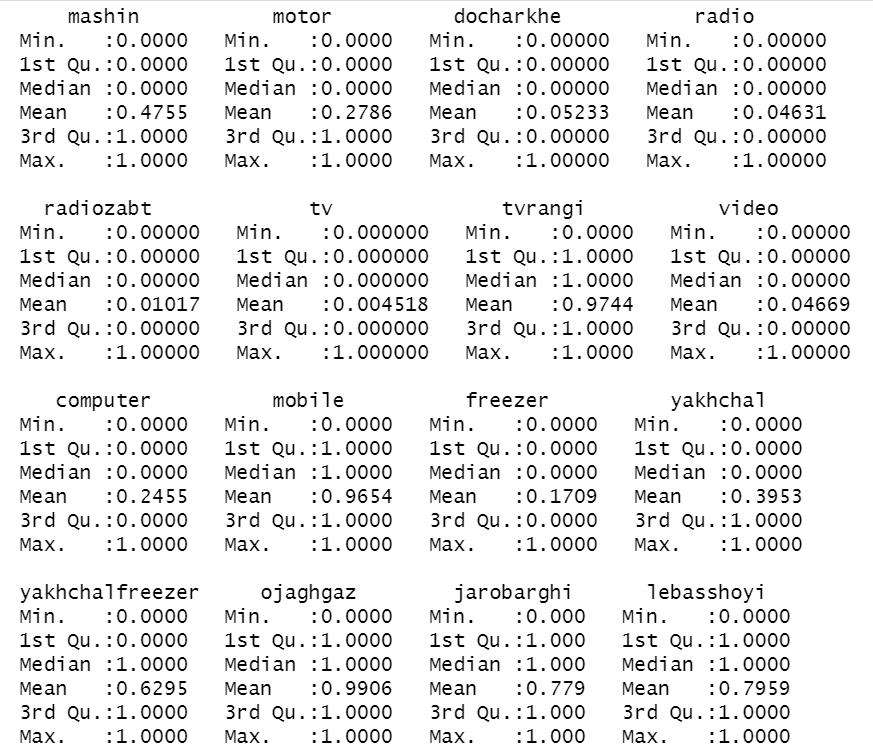 mashin motor docharkhe radio
Min. :0.0000 Min. :0.0000 Min. :0.00000 Min. :0.00000
1st Qu.:0.0000 1st Qu.:0.0000 1st Qu.:0.00000 1st Qu.:0.00000
Median :0.0000 Median :0.0000 Median :0.00000 Median :0.00000
Mean :0.4755 Mean :0.2786 Mean :0.05233 Mean :0.04631
3rd Qu.:1.0000 3rd Qu.:1.0000 3rd Qu.:0.00000 3rd Qu.:0.00000
Max. :1.0000 Max. :1.0000 Max. :1.00000 Max. :1.00000
radiozabt tv tvrangi video
Min. :0.00000 Min. :0.000000 Min. :0.0000 Min. :0.00000
1st Qu.:0.00000 1st Qu.:0.000000 1st Qu.:1.0000 1st Qu.:0.00000
Median :0.00000 Median :0.000000 Median :1.0000 Median :0.00000
Mean :0.01017 Mean :0.004518 Mean :0.9744 Mean :0.04669
3rd Qu.:0.00000 3rd Qu.:0.000000 3rd Qu.:1.0000 3rd Qu.:0.00000
Max. :1.00000 Max. :1.000000 Max. :1.0000 Max. :1.00000
computer mobile freezer yakhchal
Min. :0.0000 Min. :0.0000 Min. :0.0000 Min. :0.0000
1st Qu.:0.0000 1st Qu.:1.0000 1st Qu.:0.0000 1st Qu.:0.0000
Median :0.0000 Median :1.0000 Median :0.0000 Median :0.0000
Mean :0.2455 Mean :0.9654 Mean :0.1709 Mean :0.3953
3rd Qu.:0.0000 3rd Qu.:1.0000 3rd Qu.:0.0000 3rd Qu.:1.0000
Max. :1.0000 Max. :1.0000 Max. :1.0000 Max. :1.0000
yakhchalfreezer ojaghgaz jarobarghi lebasshoyi
Min. :0.0000 Min. :0.0000 Min. :0.000 Min. :0.0000
1st Qu.:0.0000 1st Qu.:1.0000 1st Qu.:1.000 1st Qu.:1.0000
Median :1.0000 Median :1.0000 Median :1.000 Median :1.0000
Mean :0.6295 Mean :0.9906 Mean :0.779 Mean :0.7959
3rd Qu.:1.0000 3rd Qu.:1.0000 3rd Qu.:1.000 3rd Qu.:1.0000
Max. :1.0000 Max. :1.0000 Max. :1.000 Max. :1.0000